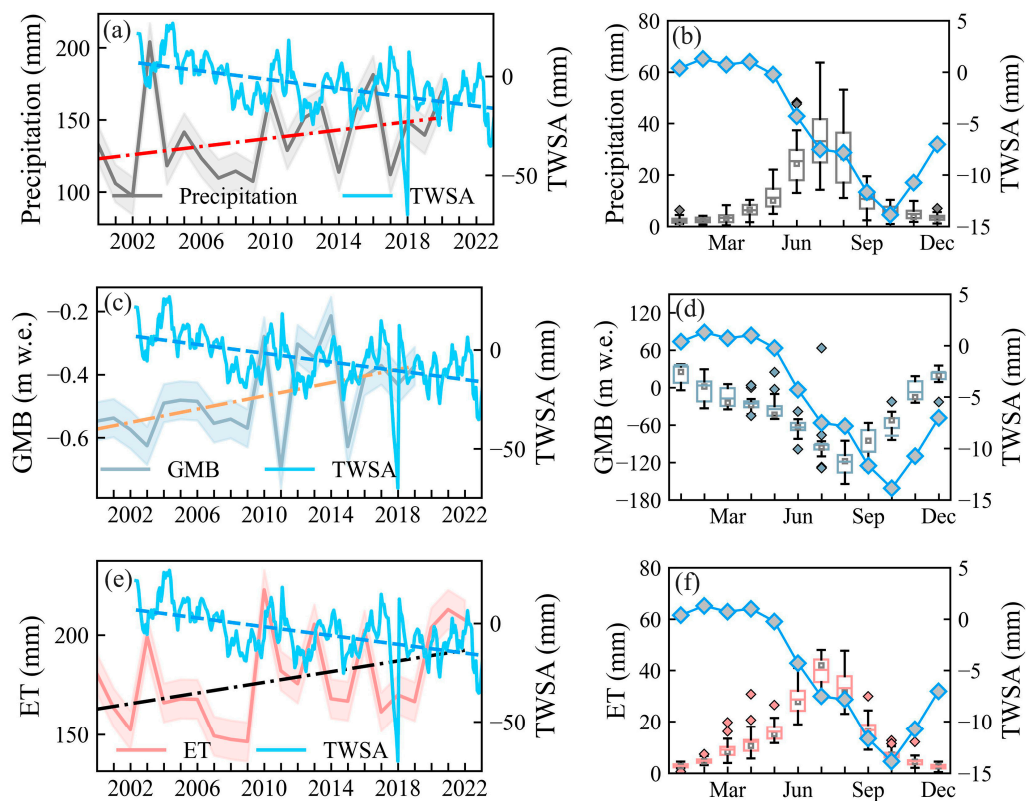 (a)
Precipitation (mm)
200
150
100
0
−50
TWSA (mm)
Precipitation
TWSA
2002 2006 2010 2014 2018 2022
(b)
Precipitation (mm)
80
60
40
20
0
5
0
−5
−10
−15
TWSA (mm)
Mar Jun Sep Dec
(c)
GMB (m w.e.)
−0.2
−0.4
−0.6
0
−50
TWSA (mm)
GMB
TWSA
2002 2006 2010 2014 2018 2022
(d)
GMB (m w.e.)
120
60
0
−60
−120
−180
5
0
−5
−10
−15
TWSA (mm)
Mar Jun Sep Dec
(e)
ET (mm)
200
150
0
−50
TWSA (mm)
ET
TWSA
2002 2006 2010 2014 2018 2022
(f)
ET (mm)
80
60
40
20
0
5
0
−5
−10
−15
TWSA (mm)
Mar Jun Sep Dec